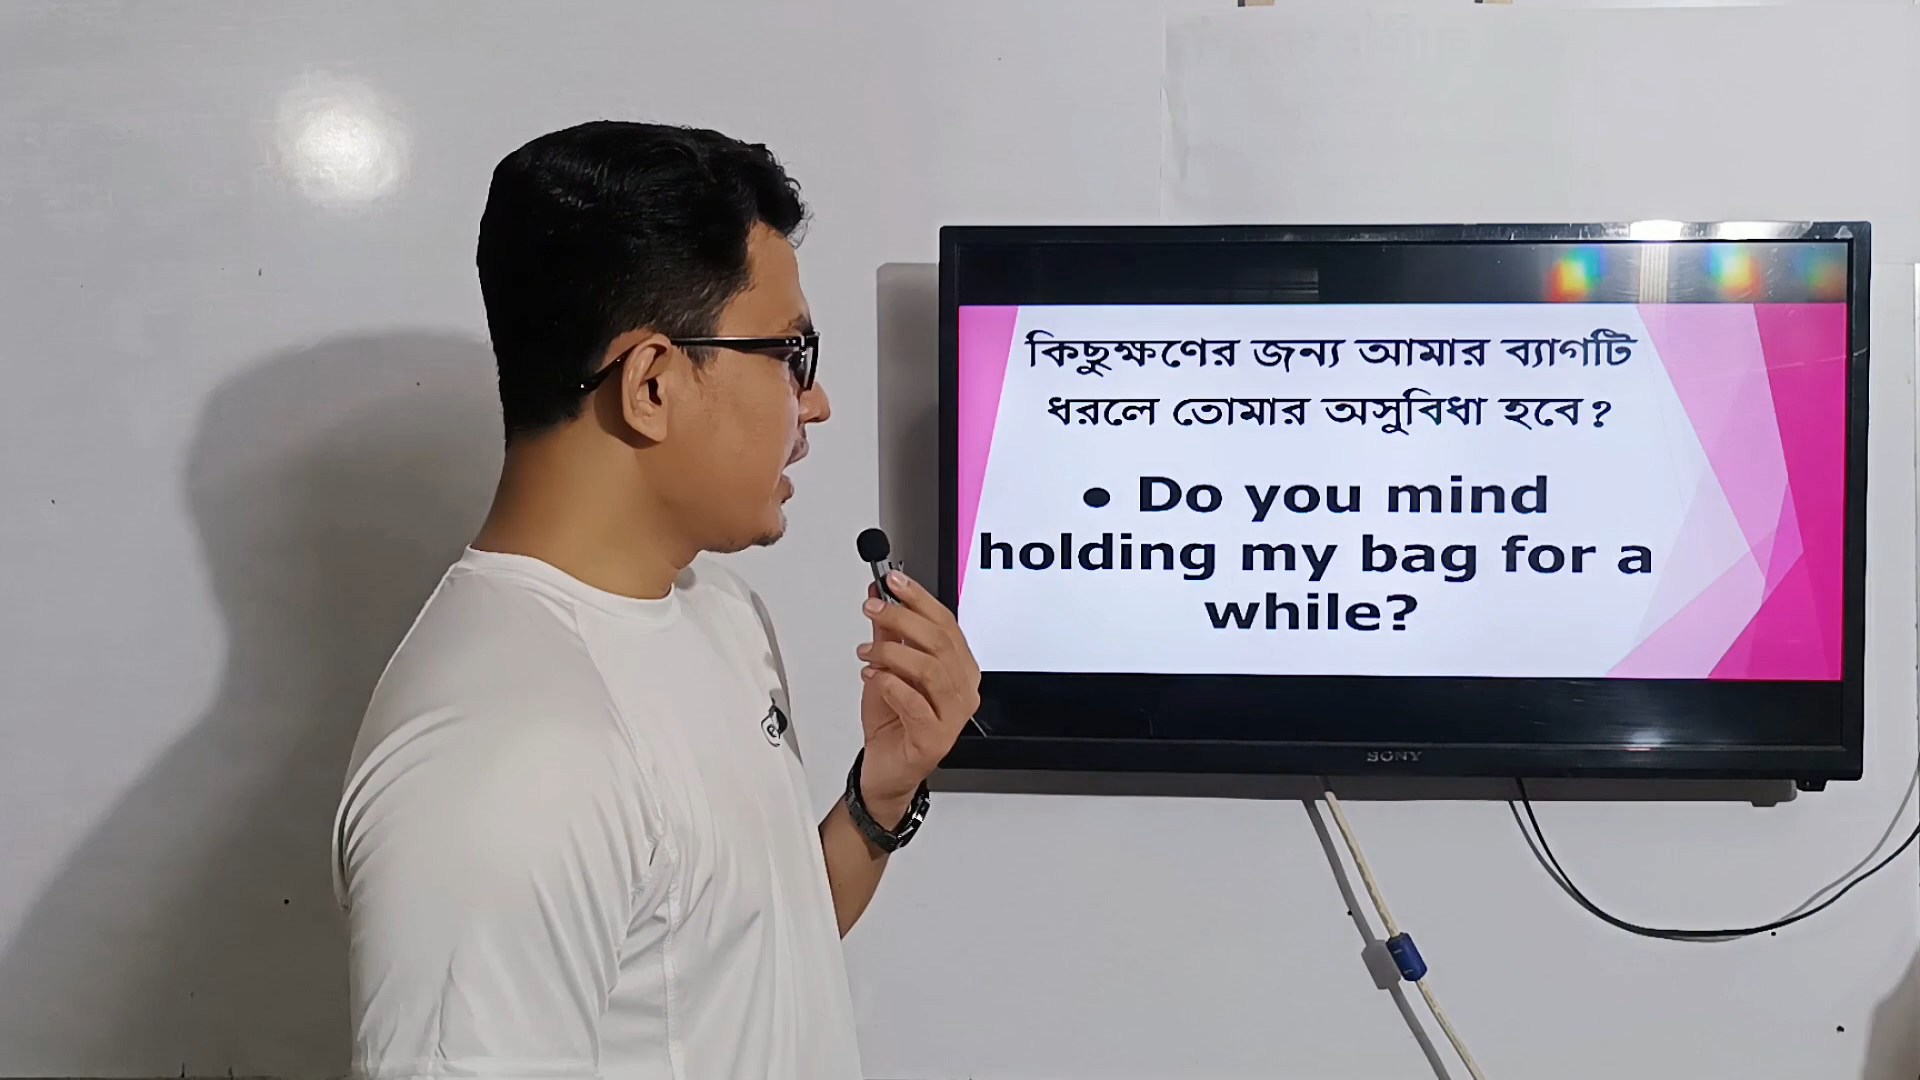 কিছুক্ষণের জন্য আমার ব্যাগটি
ধরলে তোমার অসুবিধা হবে?
• Do you mind
holding my bag for a
while?
SONY